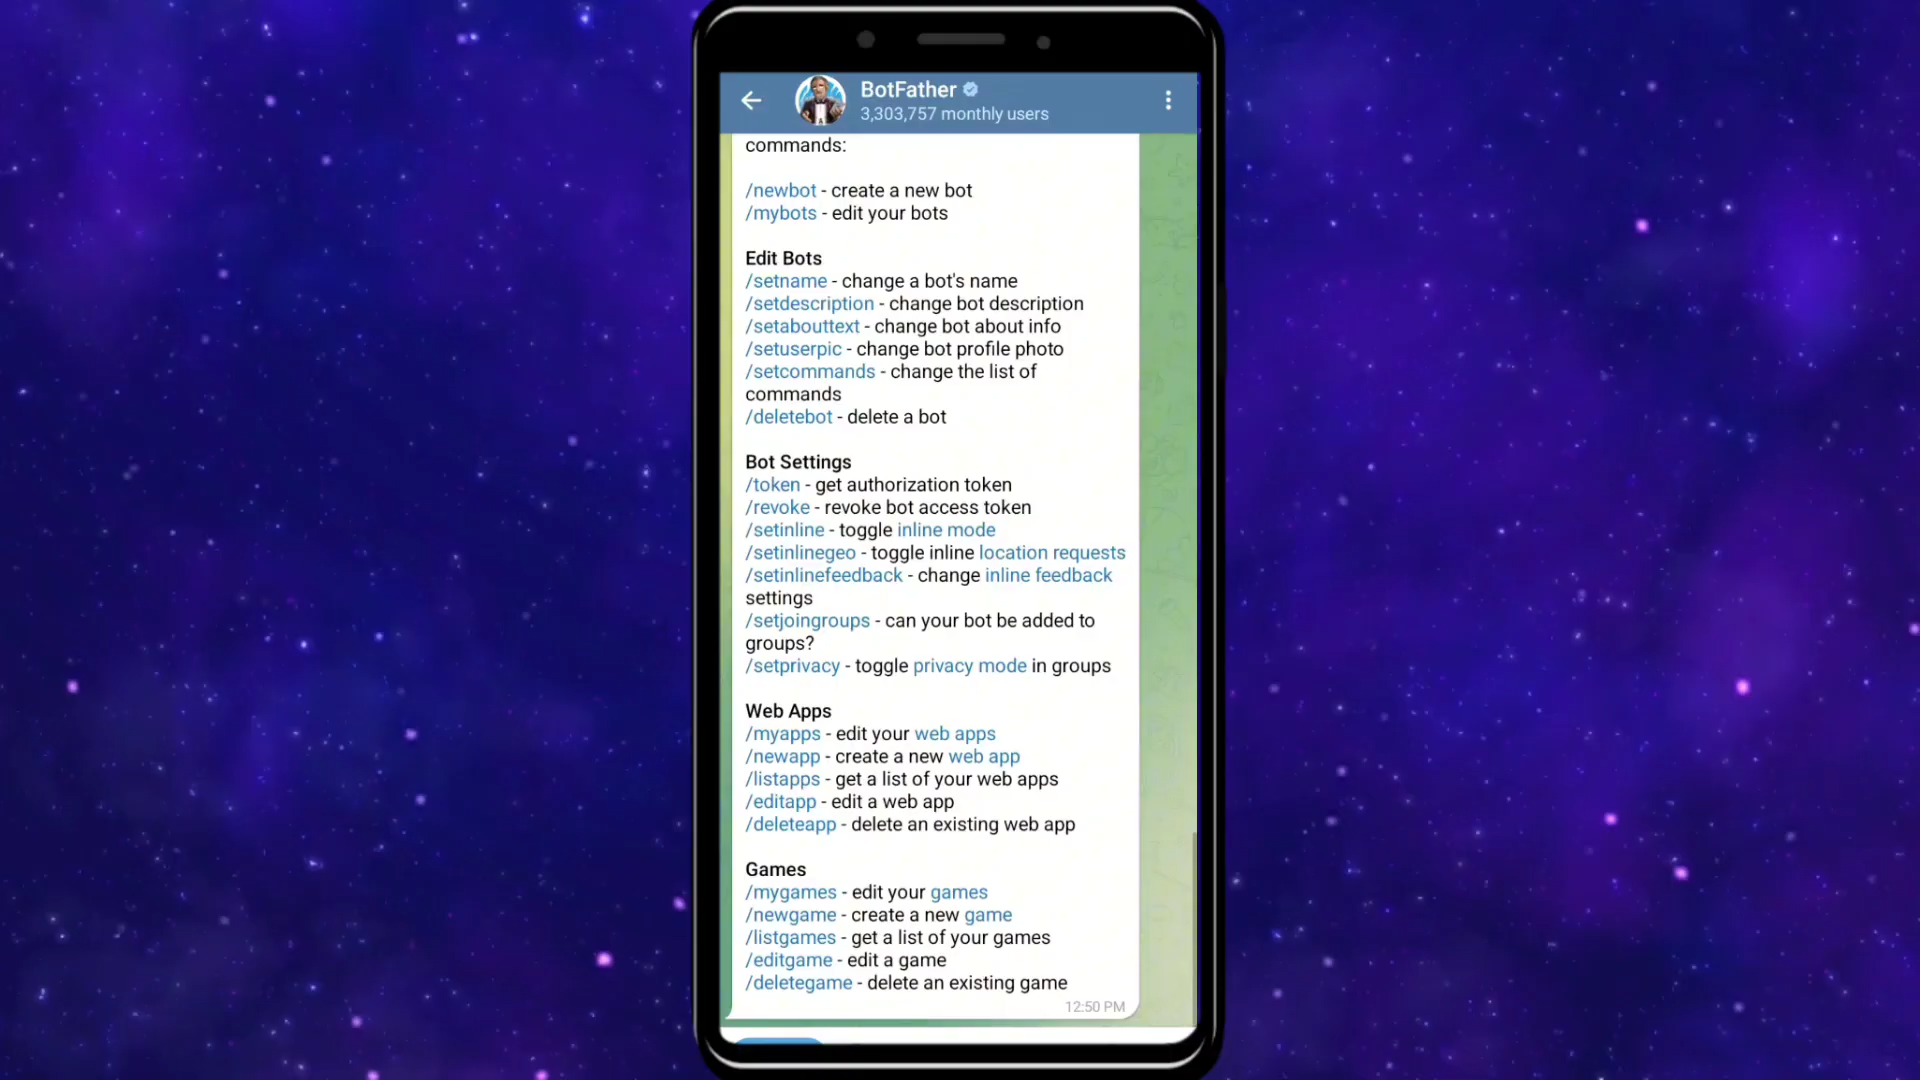 BotFather
3,303,757 monthly users
commands:
/newbot - create a new bot
/mybots - edit your bots
Edit Bots
/setname - change a bot's name
/setdescription - change bot description
/setabouttext - change bot about info
/setuserpic - change bot profile photo
/setcommands - change the list of
commands
/deletebot - delete a bot
Bot Settings
/token - get authorization token
/revoke - revoke bot access token
/setinline - toggle inline mode
/setinlinegeo - toggle inline location requests
/setinlinefeedback - change inline feedback
settings
/setjoingroups - can your bot be added to
groups?
/setprivacy - toggle privacy mode in groups
Web Apps
/myapps - edit your web apps
/newapp - create a new web app
/listapps - get a list of your web apps
/editapp - edit a web app
/deleteapp - delete an existing web app
Games
/mygames - edit your games
/newgame - create a new game
/listgames - get a list of your games
/editgame - edit a game
/deletegame - delete an existing game
12:50 PM